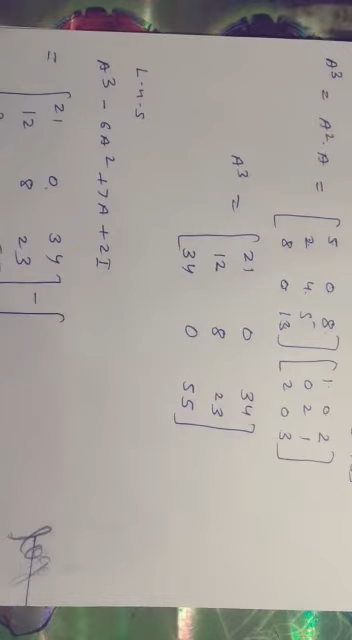 A³ = A².A = [5 0 8] [1 0 2]
[2 4 5] [0 2 1]
[8 0 13] [2 0 3]
A³ = [21 0 34]
[12 8 23]
[34 0 55]
L.H.S
A³ - 6A² + 7A + 2I
= [21 0 34] - [
12 8 23